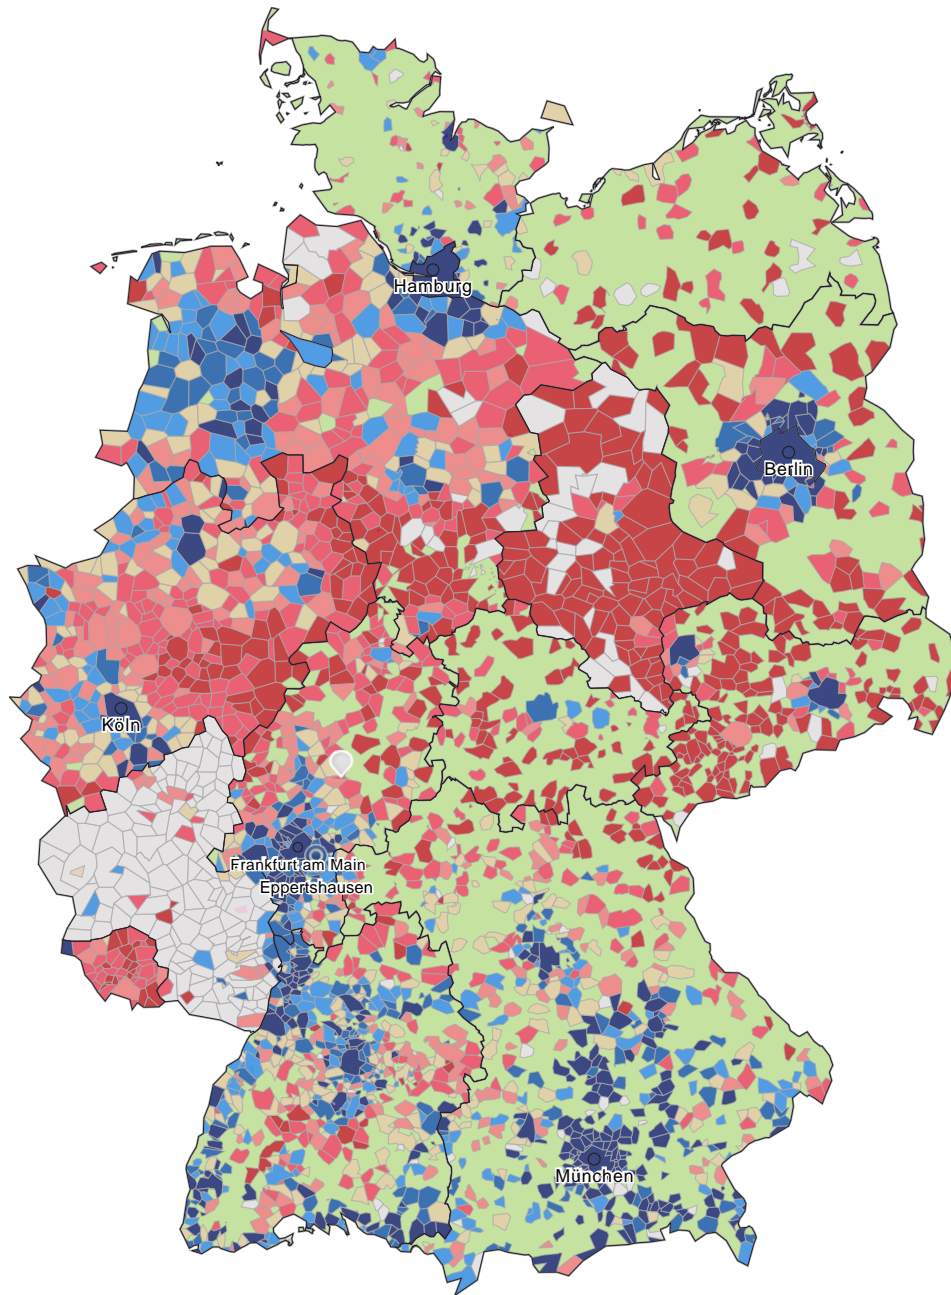 Hamburg
Berlin
Köln
Frankfurt am Main
Eppertshausen
München